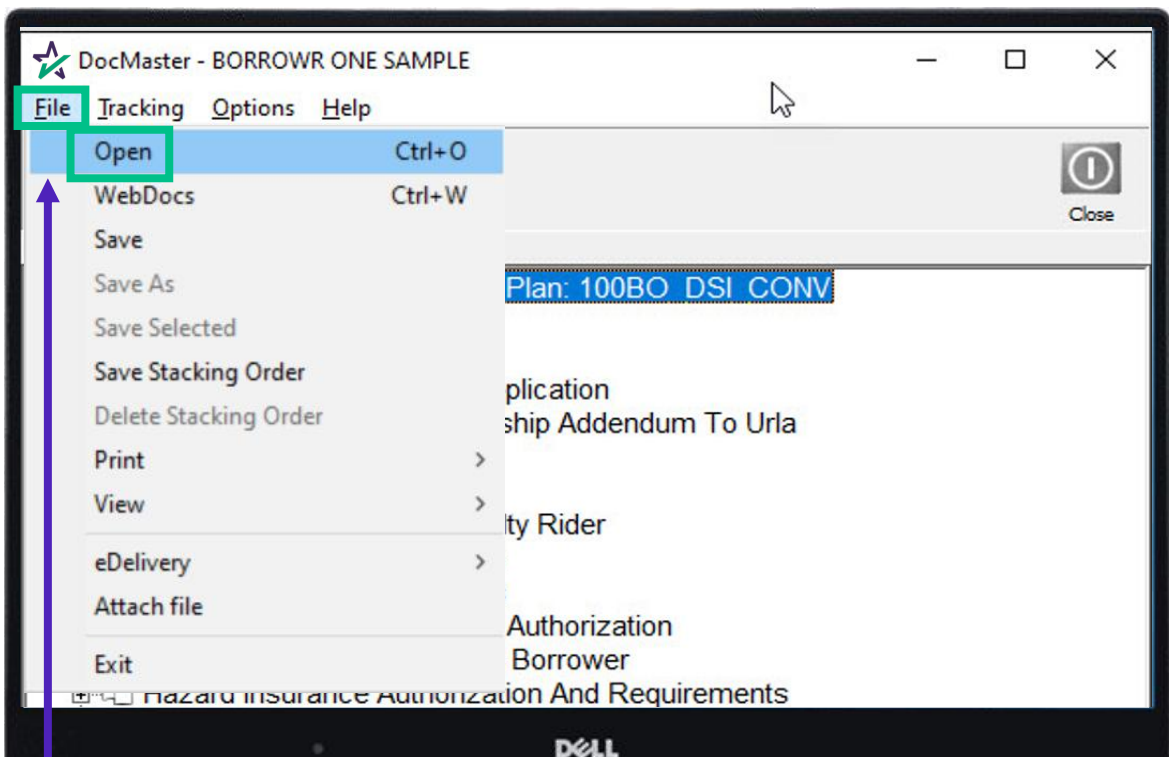 DocMaster - BORROWR ONE SAMPLE
File Tracking Options Help
Open Ctrl+O
WebDocs Ctrl+W
Close
Save
Save As
Plan: 100BO_DSI_CONV
Save Selected
Save Stacking Order
plication
Delete Stacking Order
ship Addendum To Urla
Print >
View >
lty Rider
eDelivery >
Attach file
Authorization
Exit
Borrower
Hazard Insurance Authorization And Requirements
DELL